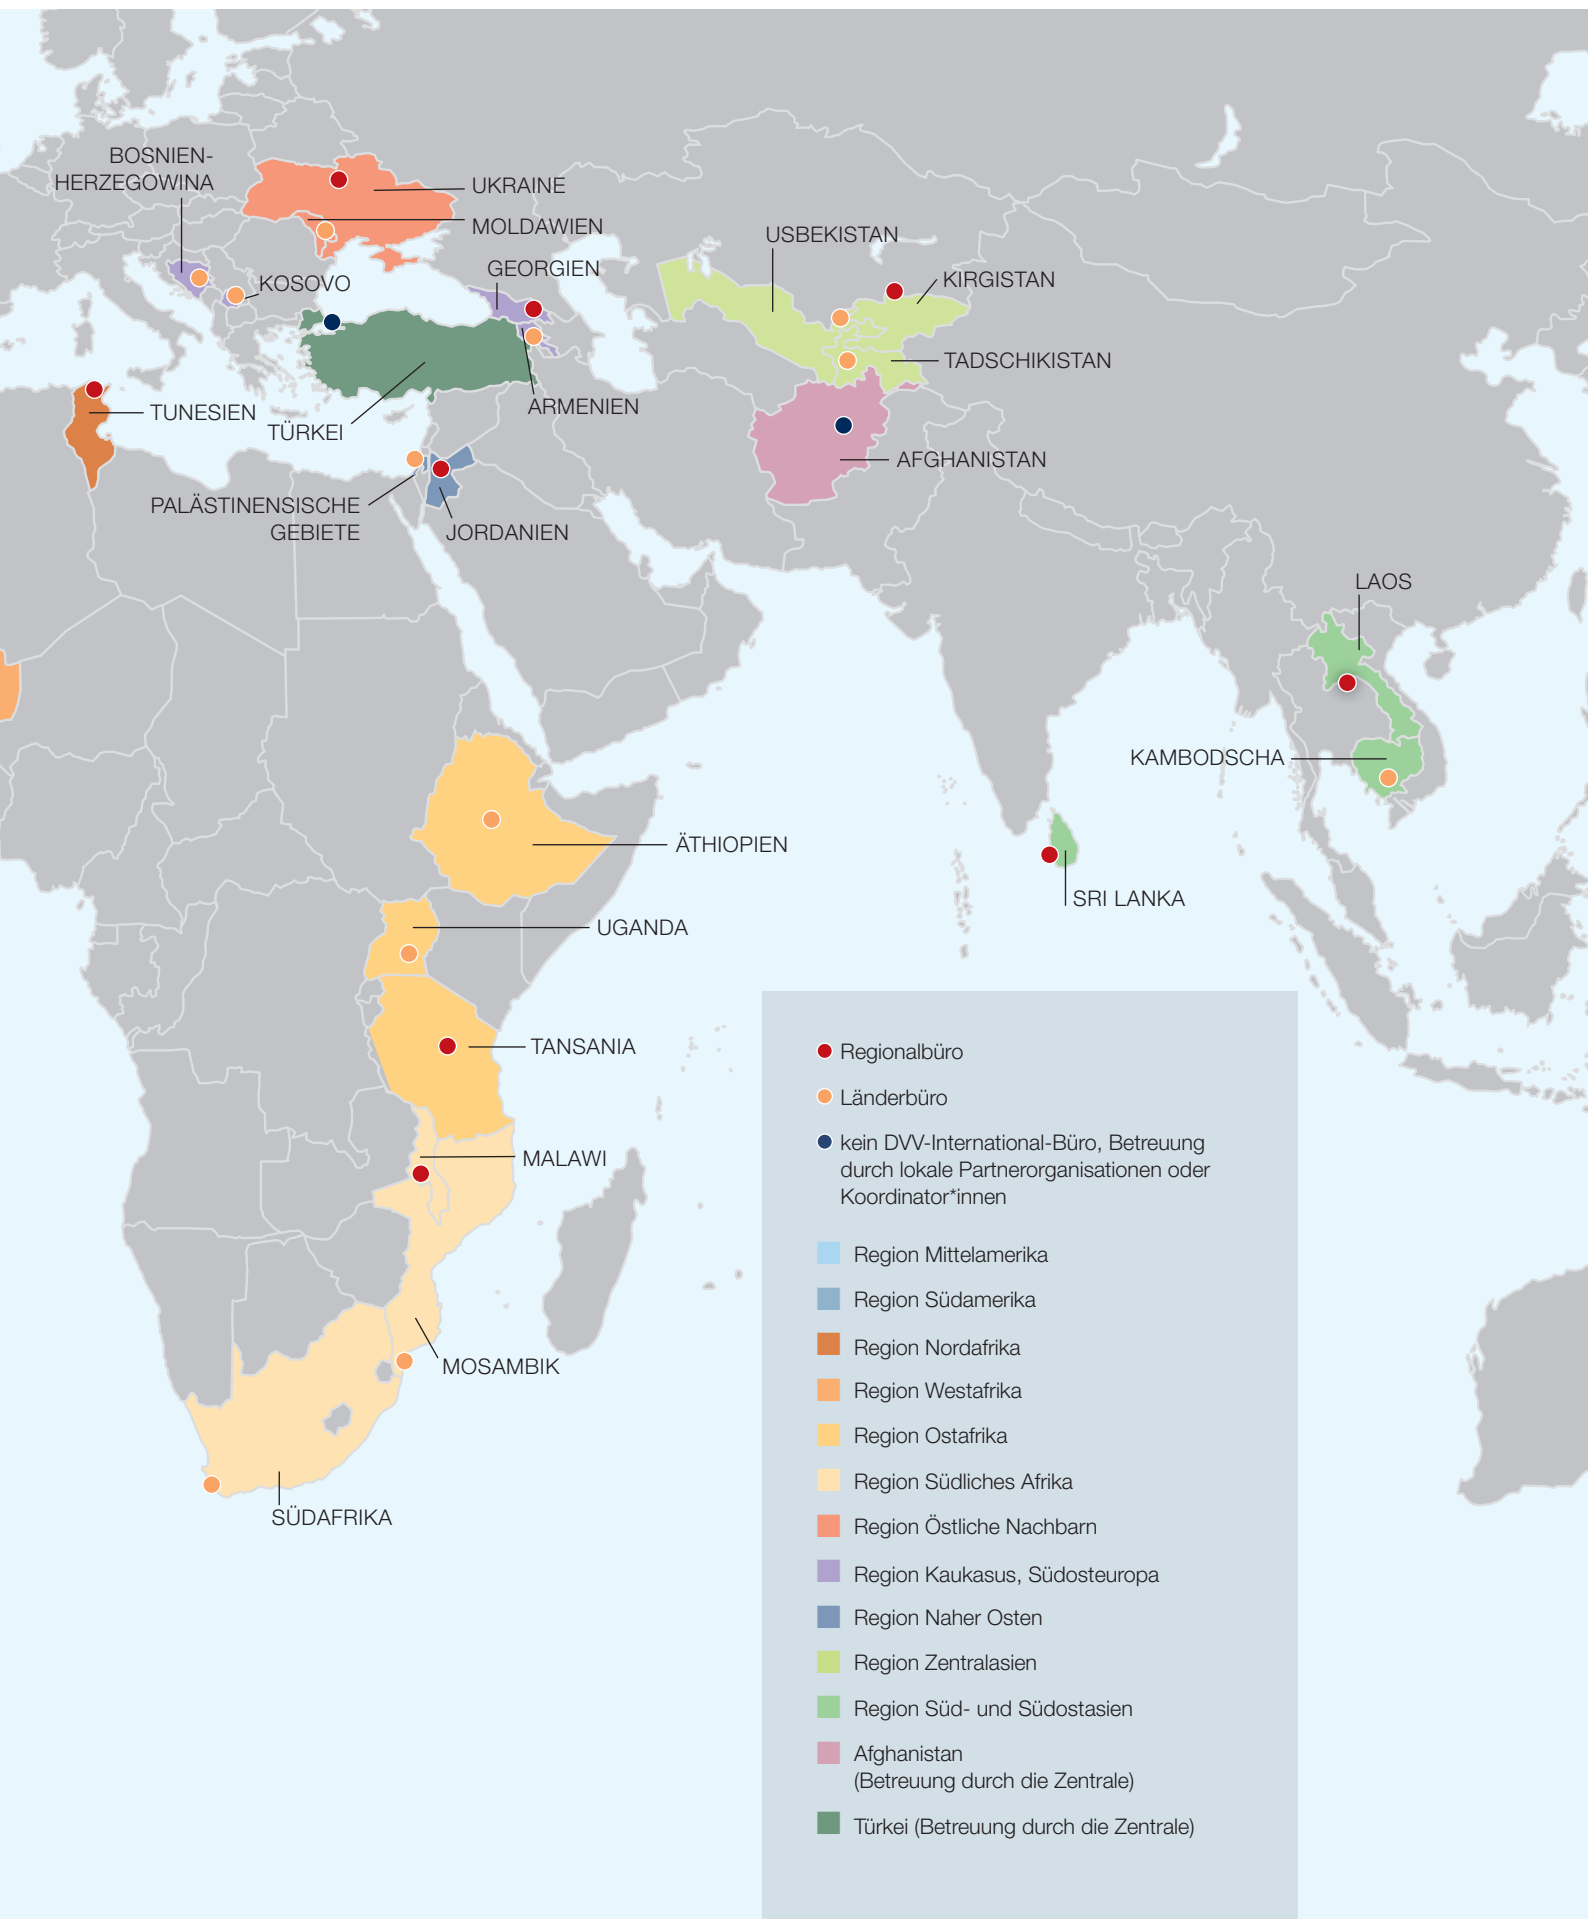 BOSNIEN-
HERZEGOWINA
UKRAINE
MOLDAWIEN
USBEKISTAN
GEORGIEN
KIRGISTAN
KOSOVO
TADSCHIKISTAN
ARMENIEN
TUNESIEN
TÜRKEI
AFGHANISTAN
PALÄSTINENSISCHE
GEBIETE
JORDANIEN
LAOS
KAMBODSCHA
ÄTHIOPIEN
SRI LANKA
UGANDA
TANSANIA
MALAWI
MOSAMBIK
SÜDAFRIKA
Regionalbüro
Länderbüro
kein DVV-International-Büro, Betreuung
durch lokale Partnerorganisationen oder
Koordinator*innen
Region Mittelamerika
Region Südamerika
Region Nordafrika
Region Westafrika
Region Ostafrika
Region Südliches Afrika
Region Östliche Nachbarn
Region Kaukasus, Südosteuropa
Region Naher Osten
Region Zentralasien
Region Süd- und Südostasien
Afghanistan
(Betreuung durch die Zentrale)
Türkei (Betreuung durch die Zentrale)